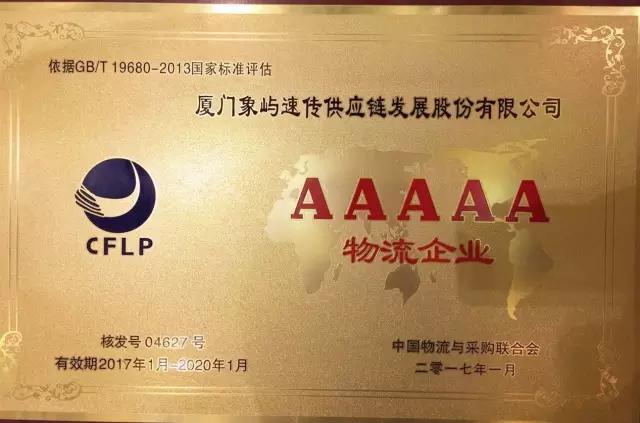 依据GB/T 19680-2013国家标准评估
厦门象屿速传供应链发展股份有限公司
CFLP
AAAAA
物流企业
核发号 04627 号
有效期2017年1月-2020年1月
中国物流与采购联合会
二零一七年一月